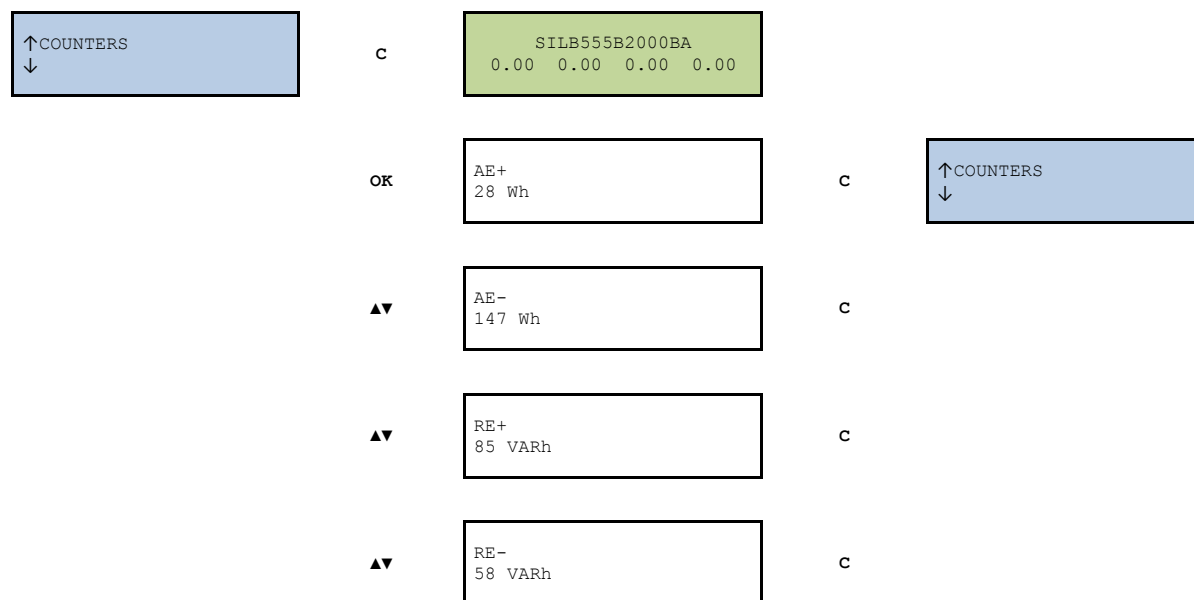 ↑COUNTERS
↓
C
SILB555B2000BA
0.00 0.00 0.00 0.00
OK
AE+
28 Wh
C
↑COUNTERS
↓
▲▼
AE-
147 Wh
C
▲▼
RE+
85 VARh
C
▲▼
RE-
58 VARh
C